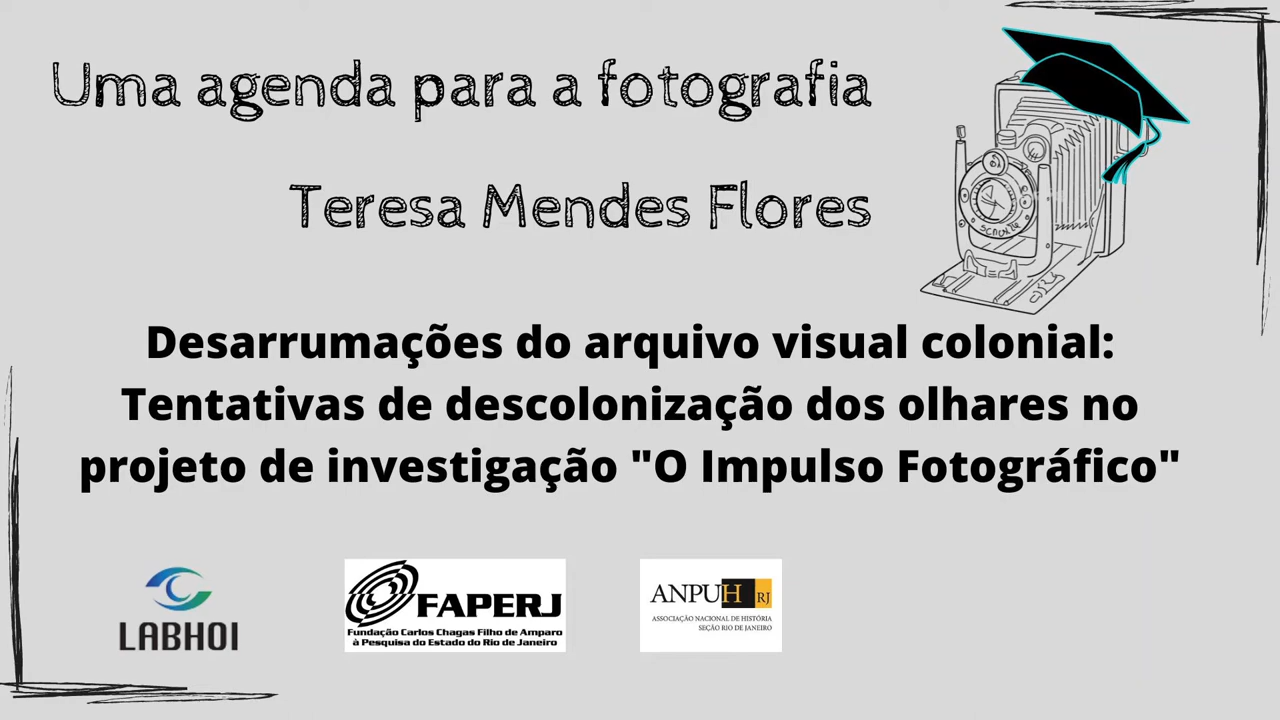 Uma agenda para a fotografia
Teresa Mendes Flores
Desarrumações do arquivo visual colonial:
Tentativas de descolonização dos olhares no
projeto de investigação "O Impulso Fotográfico"
LABHOI
FAPERJ
Fundação Carlos Chagas Filho de Amparo
à Pesquisa do Estado do Rio de Janeiro
ANPUH RJ
ASSOCIAÇÃO NACIONAL DE HISTÓRIA
SEÇÃO RIO DE JANEIRO